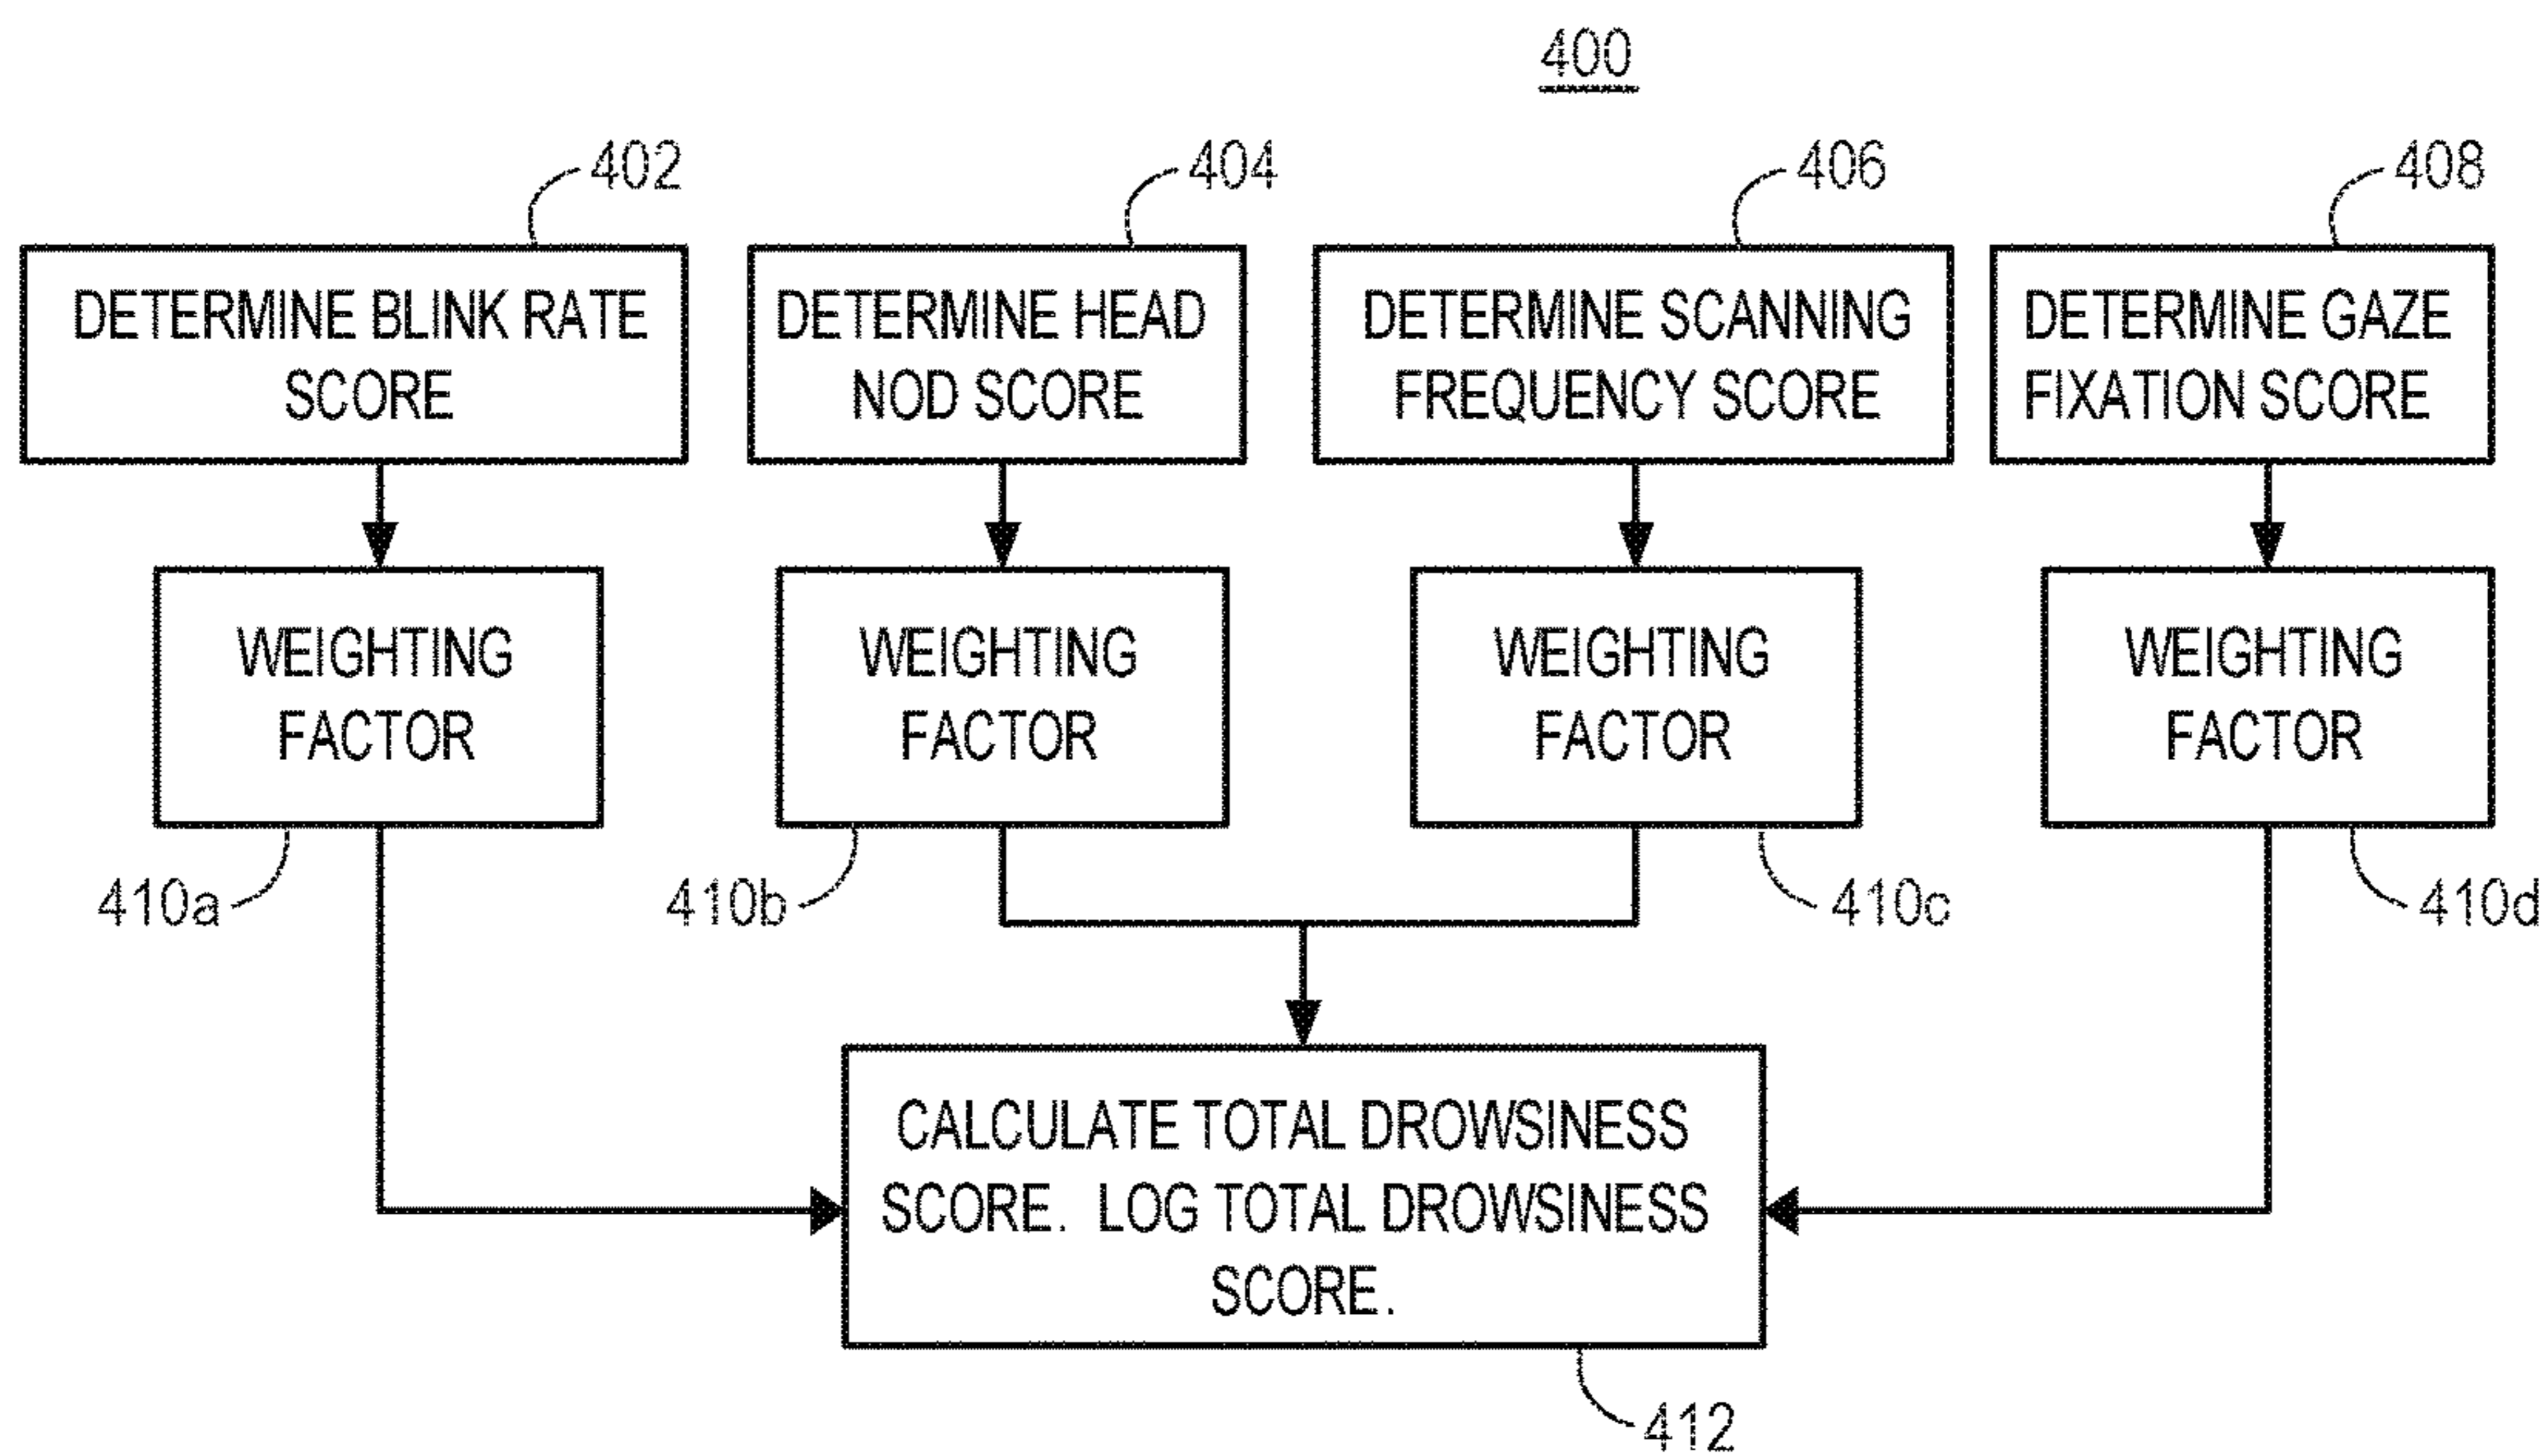 400
402
404
406
408
DETERMINE BLINK RATE
SCORE
DETERMINE HEAD
NOD SCORE
DETERMINE SCANNING
FREQUENCY SCORE
DETERMINE GAZE
FIXATION SCORE
WEIGHTING
FACTOR
WEIGHTING
FACTOR
WEIGHTING
FACTOR
WEIGHTING
FACTOR
410a
410b
410c
410d
CALCULATE TOTAL DROWSINESS
SCORE. LOG TOTAL DROWSINESS
SCORE.
412